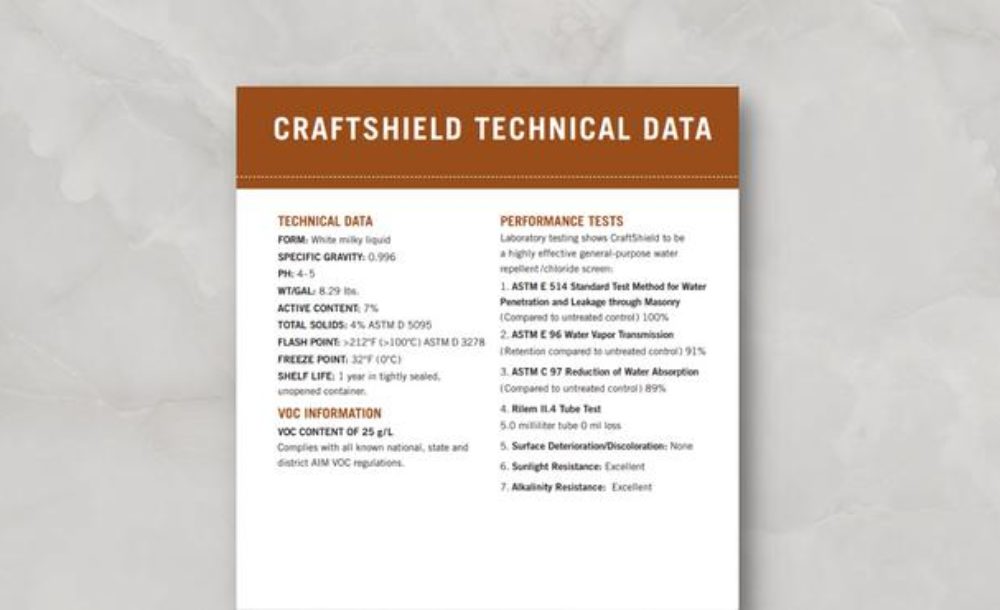 CRAFTSHIELD TECHNICAL DATA
TECHNICAL DATA
FORM: White milky liquid
SPECIFIC GRAVITY: 0.996
PH: 4-5
WT/GAL: 8.29 lbs.
ACTIVE CONTENT: 7%
TOTAL SOLIDS: 4% ASTM D 5095
FLASH POINT: >212°F (>100°C) ASTM D 3278
FREEZE POINT: 32°F (0°C)
SHELF LIFE: 1 year in tightly sealed,
unopened container.
VOC INFORMATION
VOC CONTENT OF 25 g/L
Complies with all known national, state and
district AIM VOC regulations.
PERFORMANCE TESTS
Laboratory testing shows CraftShield to be
a highly effective general-purpose water
repellent/chloride screen:
1. ASTM E 514 Standard Test Method for Water
Penetration and Leakage through Masonry
(Compared to untreated control) 100%
2. ASTM E 96 Water Vapor Transmission
(Retention compared to untreated control) 91%
3. ASTM C 97 Reduction of Water Absorption
(Compared to untreated control) 89%
4. Rilem II.4 Tube Test
5.0 milliliter tube 0 ml loss
5. Surface Deterioration/Discoloration: None
6. Sunlight Resistance: Excellent
7. Alkalinity Resistance: Excellent